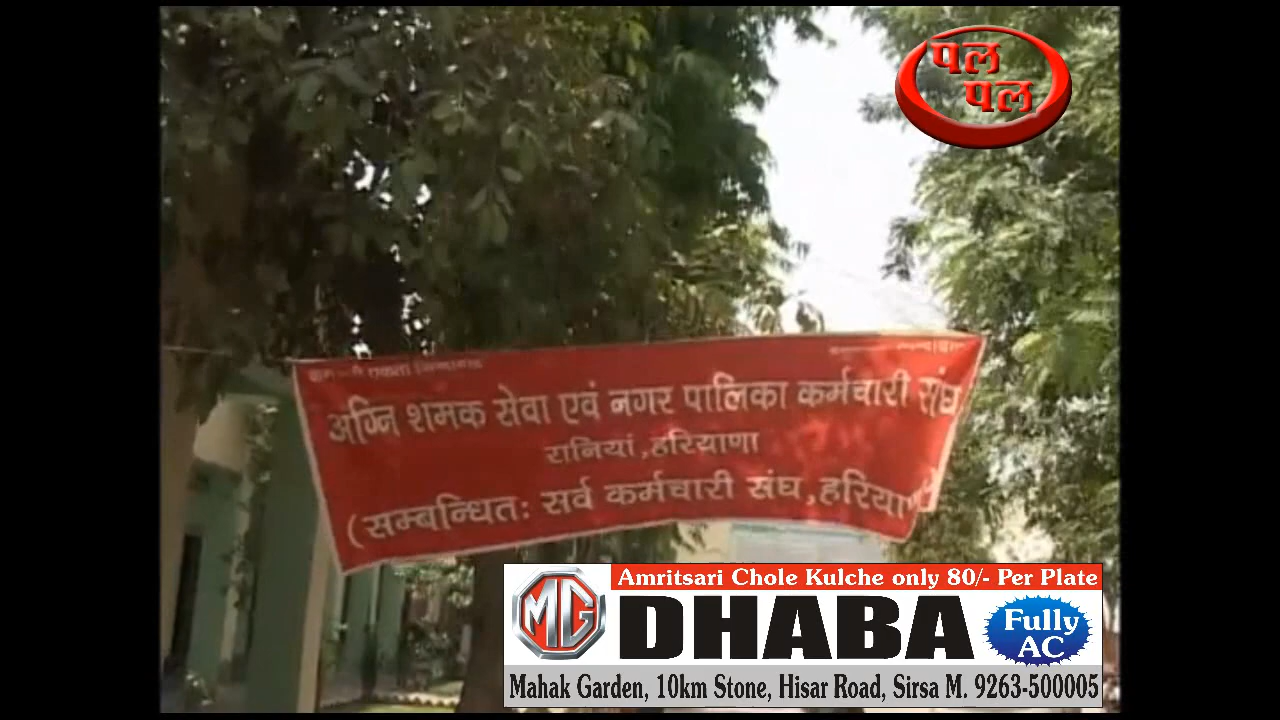 पल
पल
एकता
अग्नि शमक सेवा एवं नगर पालिका कर्मचारी संघ
रानियां, हरियाणा
(सम्बन्धितः सर्व कर्मचारी संघ, हरियाणा)
Amritsari Chole Kulche only 80/- Per Plate
MG
DHABA
Fully
AC
Mahak Garden, 10km Stone, Hisar Road, Sirsa M. 9263-500005